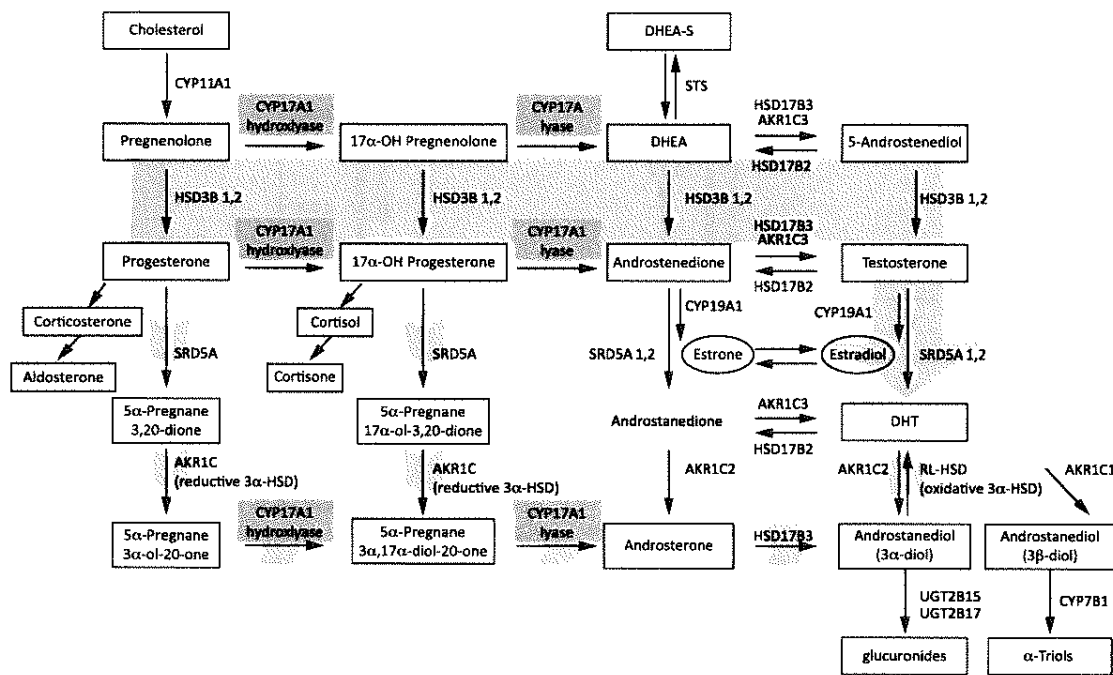 Cholesterol
DHEA-S
CYP11A1
STS
CYP17A1
hydroxlyase
CYP17A
lyase
HSD17B3
AKR1C3
Pregnenolone
17α-OH Pregnenolone
DHEA
5-Androstenediol
HSD17B2
HSD3B 1,2
HSD3B 1,2
HSD3B 1,2
HSD3B 1,2
CYP17A1
hydroxlyase
CYP17A1
lyase
HSD17B3
AKR1C3
Progesterone
17α-OH Progesterone
Androstenedione
Testosterone
HSD17B2
CYP19A1
CYP19A1
Corticosterone
Cortisol
SRD5A
SRD5A
SRD5A 1,2
Estrone
Estradiol
SRD5A 1,2
Aldosterone
Cortisone
5α-Pregnane
3,20-dione
5α-Pregnane
17α-ol-3,20-dione
Androstanedione
AKR1C3
DHT
HSD17B2
AKR1C
(reductive 3α-HSD)
AKR1C
(reductive 3α-HSD)
AKR1C2
AKR1C2
RL-HSD
(oxidative 3α-HSD)
AKR1C1
CYP17A1
hydroxlyase
CYP17A1
lyase
5α-Pregnane
3α-ol-20-one
5α-Pregnane
3α,17α-diol-20-one
Androsterone
HSD17B3
Androstanediol
(3α-diol)
Androstanediol
(3β-diol)
UGT2B15
UGT2B17
CYP7B1
glucuronides
α-Triols